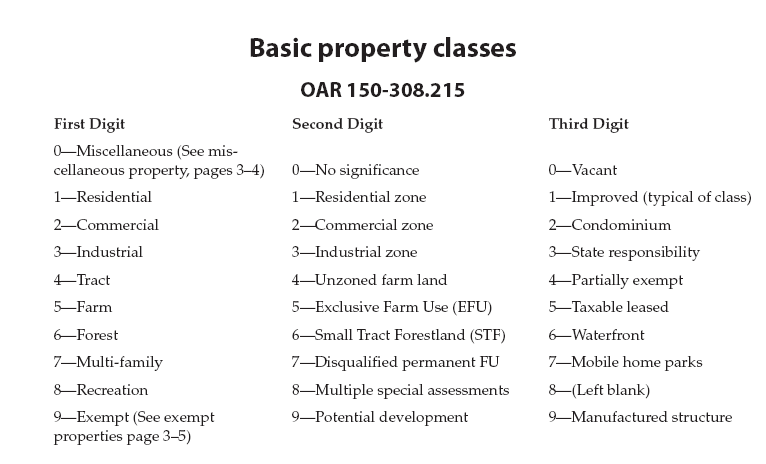 Basic property classes
OAR 150-308.215
First Digit Second Digit Third Digit
0—Miscellaneous (See mis-
cellaneous property, pages 3–4) 0—No significance 0—Vacant
1—Residential 1—Residential zone 1—Improved (typical of class)
2—Commercial 2—Commercial zone 2—Condominium
3—Industrial 3—Industrial zone 3—State responsibility
4—Tract 4—Unzoned farm land 4—Partially exempt
5—Farm 5—Exclusive Farm Use (EFU) 5—Taxable leased
6—Forest 6—Small Tract Forestland (STF) 6—Waterfront
7—Multi-family 7—Disqualified permanent FU 7—Mobile home parks
8—Recreation 8—Multiple special assessments 8—(Left blank)
9—Exempt (See exempt 9—Potential development 9—Manufactured structure
properties page 3–5)